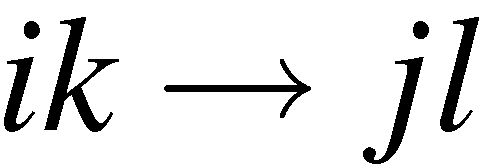 ik → jl